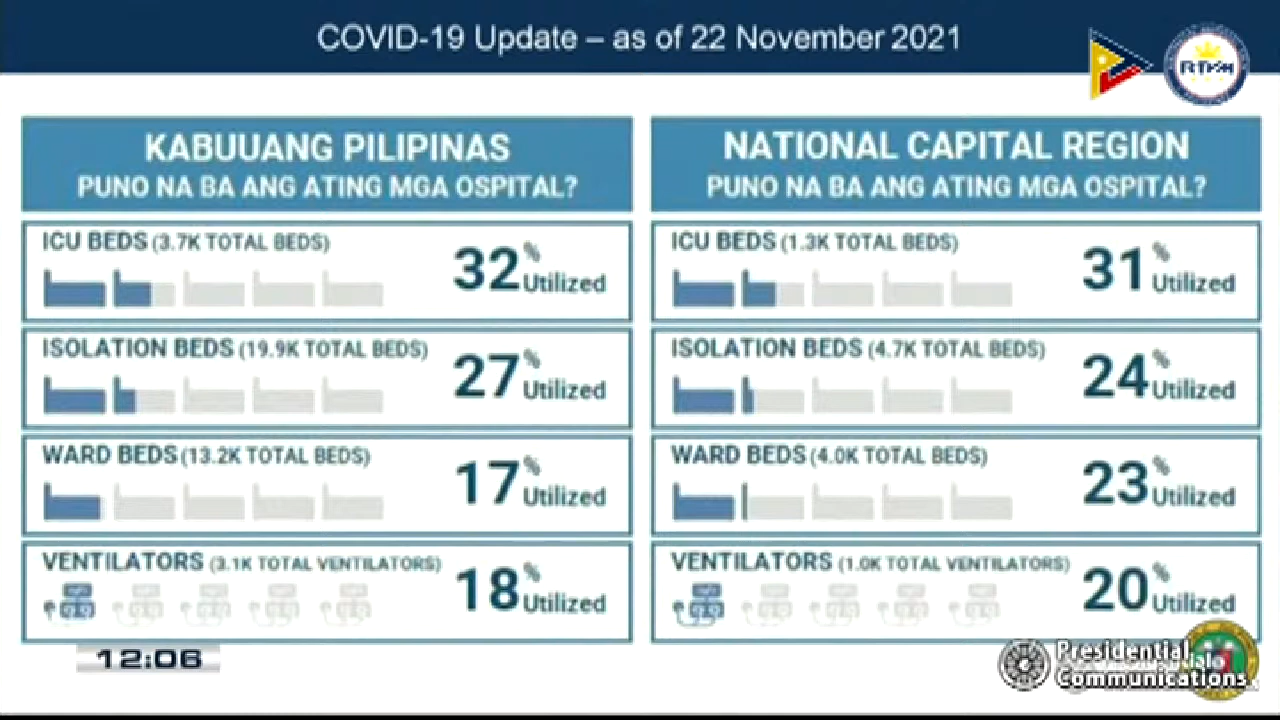 COVID-19 Update – as of 22 November 2021
RTVM
KABUUANG PILIPINAS
PUNO NA BA ANG ATING MGA OSPITAL?
ICU BEDS (3.7K TOTAL BEDS)
32% Utilized
ISOLATION BEDS (19.9K TOTAL BEDS)
27% Utilized
WARD BEDS (13.2K TOTAL BEDS)
17% Utilized
VENTILATORS (3.1K TOTAL VENTILATORS)
18% Utilized
NATIONAL CAPITAL REGION
PUNO NA BA ANG ATING MGA OSPITAL?
ICU BEDS (1.3K TOTAL BEDS)
31% Utilized
ISOLATION BEDS (4.7K TOTAL BEDS)
24% Utilized
WARD BEDS (4.0K TOTAL BEDS)
23% Utilized
VENTILATORS (1.0K TOTAL VENTILATORS)
20% Utilized
12:06
Presidential
Communications